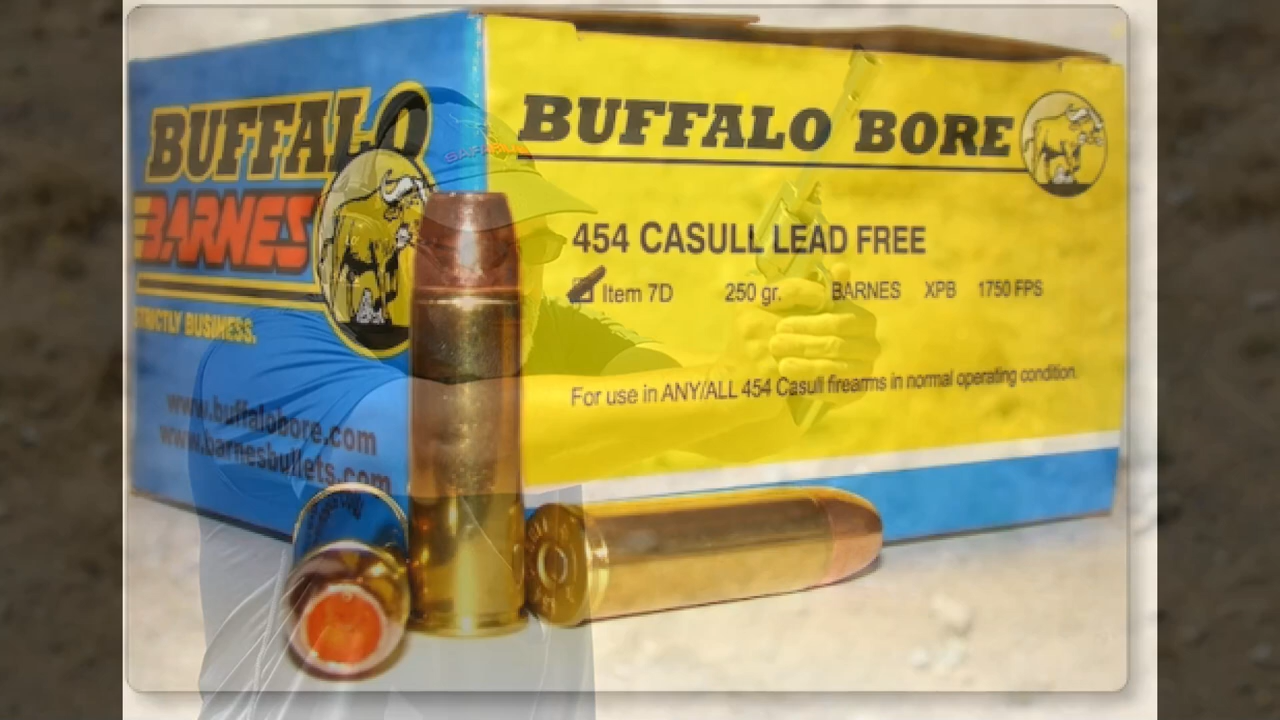 BUFFALO
BARNES
STRICTLY BUSINESS.
www.buffalobore.com
www.barnesbullets.com
BUFFALO BORE
454 CASULL LEAD FREE
Item 7D 250 gr. BARNES XPB 1750 FPS
For use in ANY/ALL 454 Casull firearms in normal operating condition.
SAFARILAND